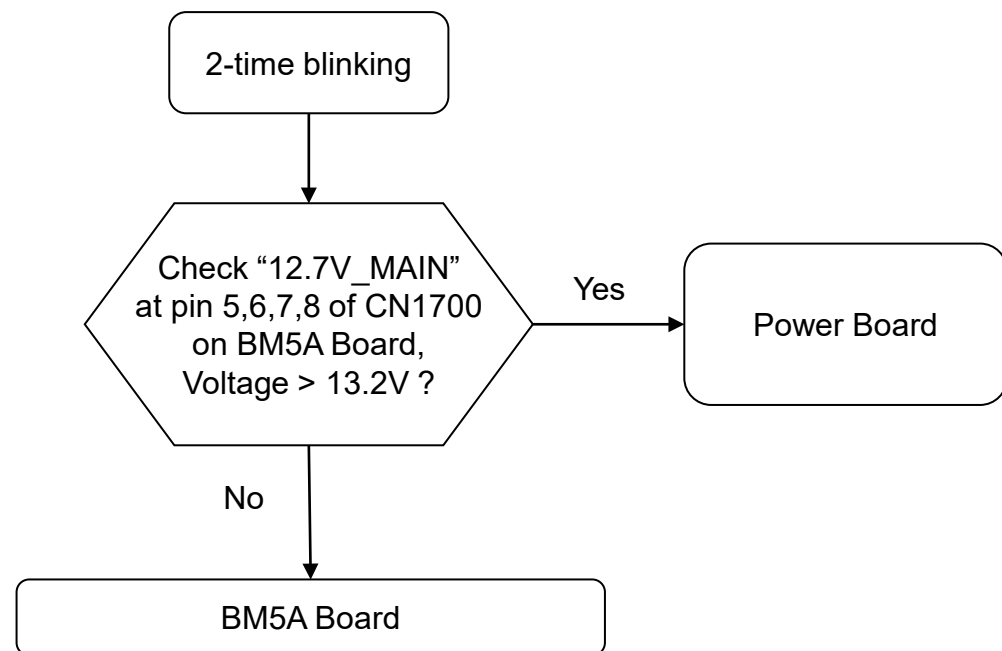 2-time blinking
Check “12.7V_MAIN”
at pin 5,6,7,8 of CN1700
on BM5A Board,
Voltage > 13.2V ?
Yes
Power Board
No
BM5A Board